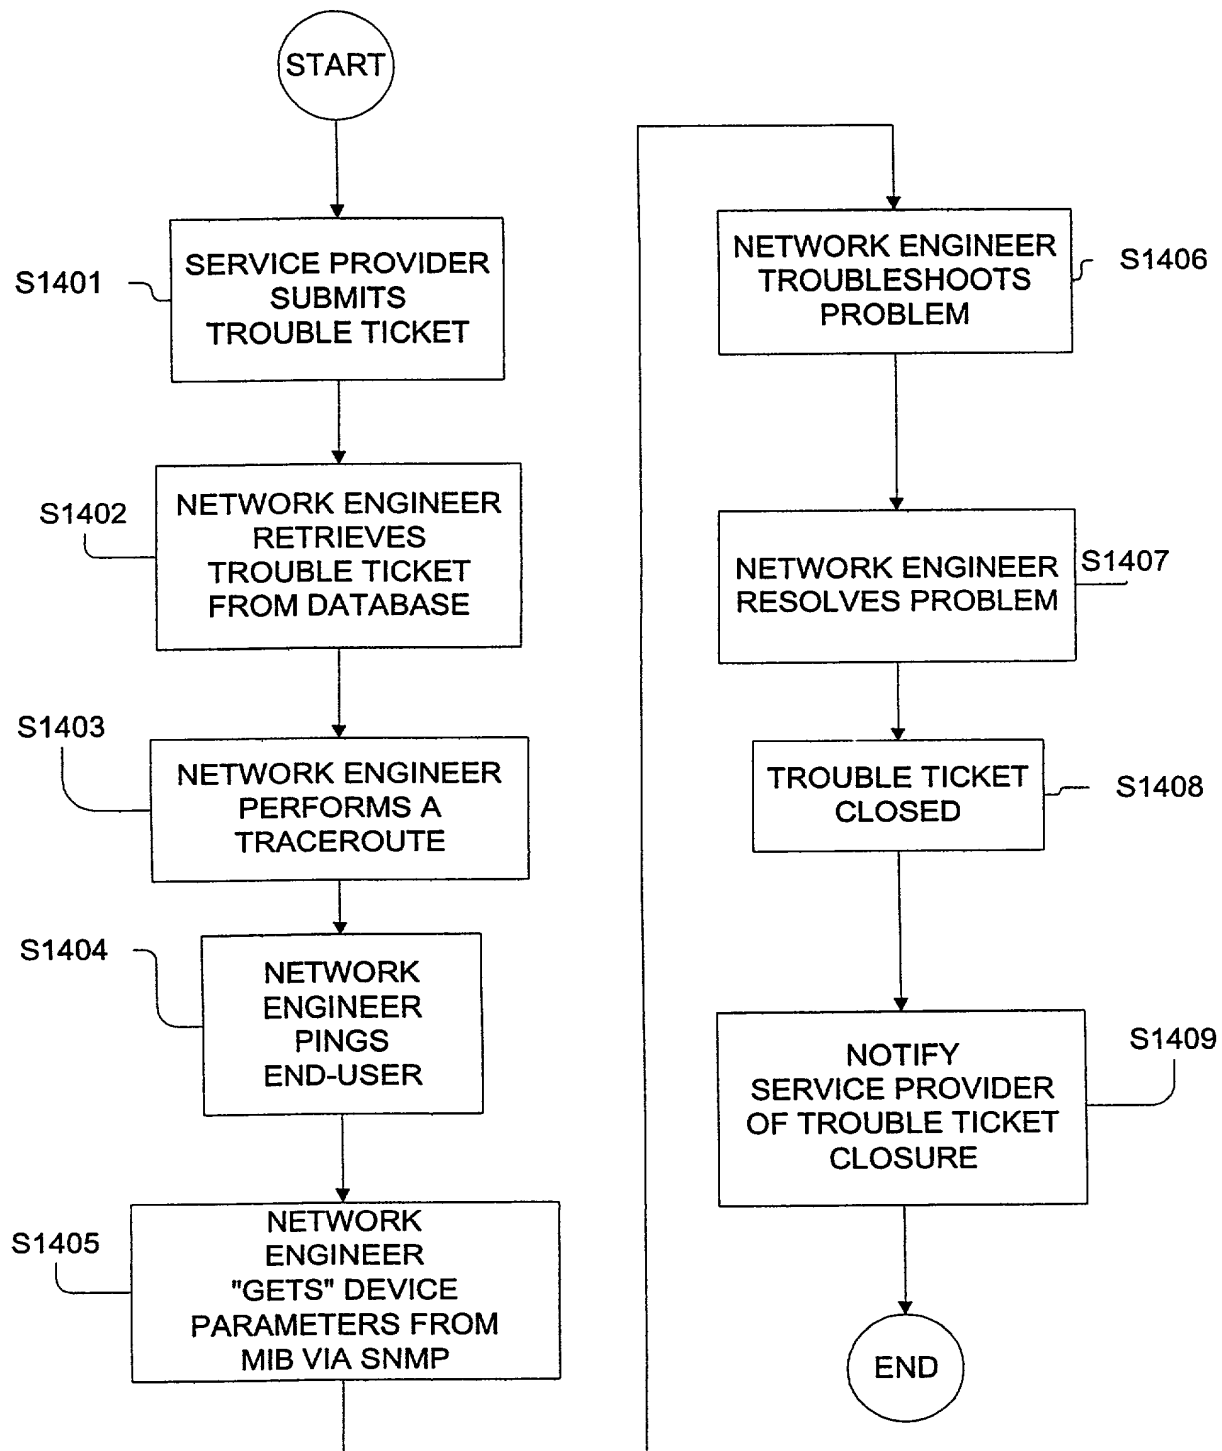 START
S1401
SERVICE PROVIDER
SUBMITS
TROUBLE TICKET
S1402
NETWORK ENGINEER
RETRIEVES
TROUBLE TICKET
FROM DATABASE
S1403
NETWORK ENGINEER
PERFORMS A
TRACEROUTE
S1404
NETWORK
ENGINEER
PINGS
END-USER
S1405
NETWORK
ENGINEER
"GETS" DEVICE
PARAMETERS FROM
MIB VIA SNMP
NETWORK ENGINEER
TROUBLESHOOTS
PROBLEM
S1406
NETWORK ENGINEER
RESOLVES PROBLEM
S1407
TROUBLE TICKET
CLOSED
S1408
NOTIFY
SERVICE PROVIDER
OF TROUBLE TICKET
CLOSURE
S1409
END